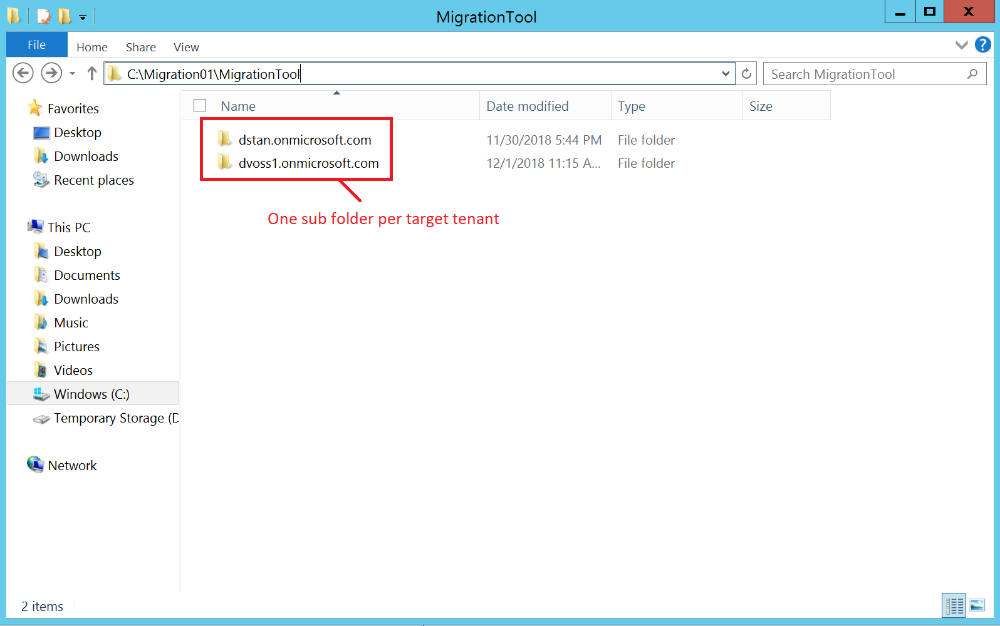 MigrationTool
File Home Share View
C:\Migration01\MigrationTool
Search MigrationTool
Name Date modified Type Size
dstan.onmicrosoft.com 11/30/2018 5:44 PM File folder
dvoss1.onmicrosoft.com 12/1/2018 11:15 A... File folder
One sub folder per target tenant
Favorites
Desktop
Downloads
Recent places
This PC
Desktop
Documents
Downloads
Music
Pictures
Videos
Windows (C:)
Temporary Storage (D
Network
2 items